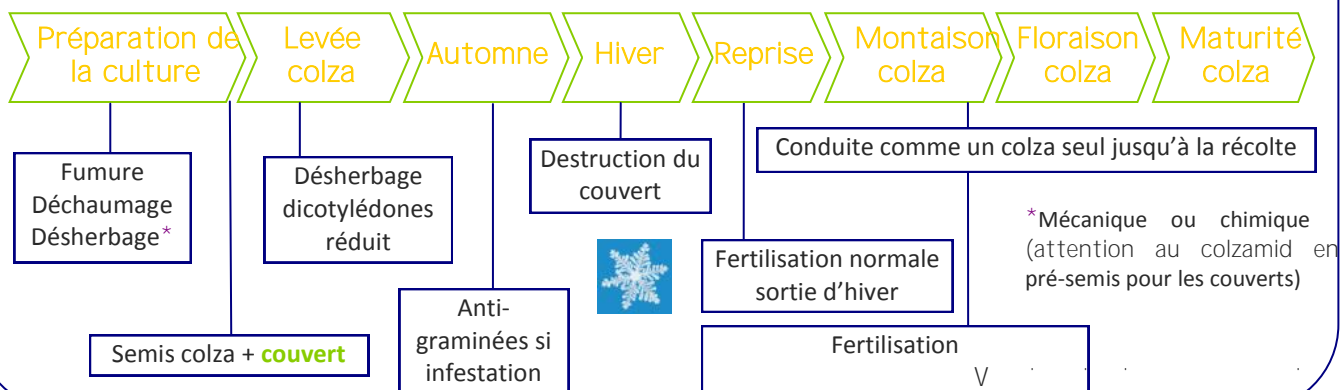 Préparation de
la culture
Levée
colza
Automne
Hiver
Reprise
Montaison
colza
Floraison
colza
Maturité
colza
Fumure
Déchaumage
Désherbage*
Semis colza + couvert
Désherbage
dicotylédones
réduit
Anti-
graminées si
infestation
Destruction du
couvert
Fertilisation normale
sortie d’hiver
Conduite comme un colza seul jusqu’à la récolte
Fertilisation
V
*Mécanique ou chimique
(attention au colzamid en
pré-semis pour les couverts)